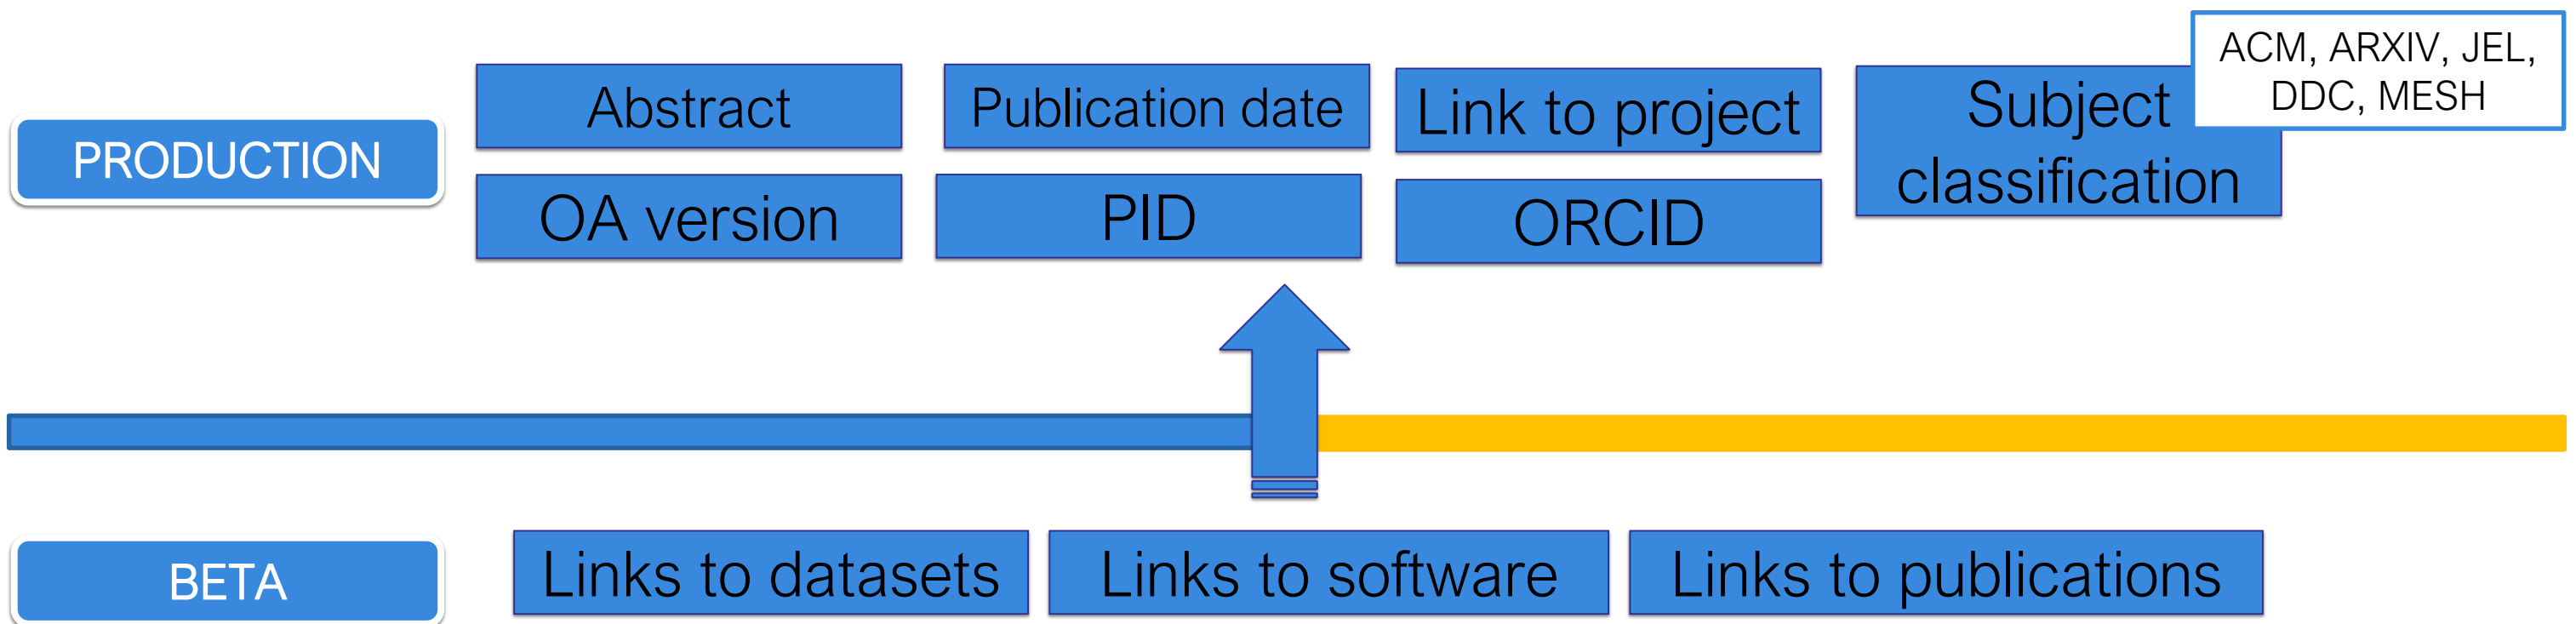 PRODUCTION
Abstract
Publication date
Link to project
Subject
classification
ACM, ARXIV, JEL,
DDC, MESH
OA version
PID
ORCID
BETA
Links to datasets
Links to software
Links to publications